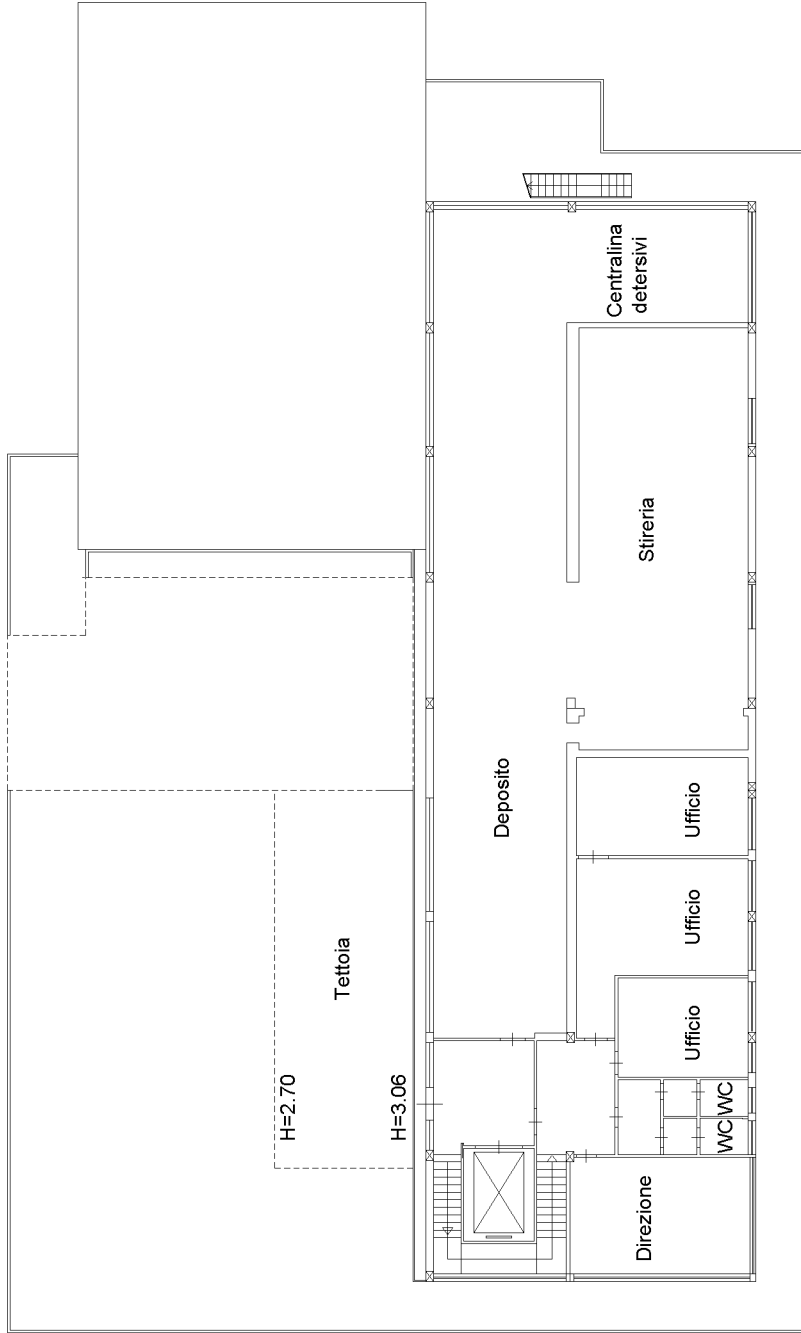 Tettoia
H=2.70
H=3.06
Deposito
Centralina
detersivi
Stireria
Ufficio
Ufficio
Ufficio
WC
WC
Direzione